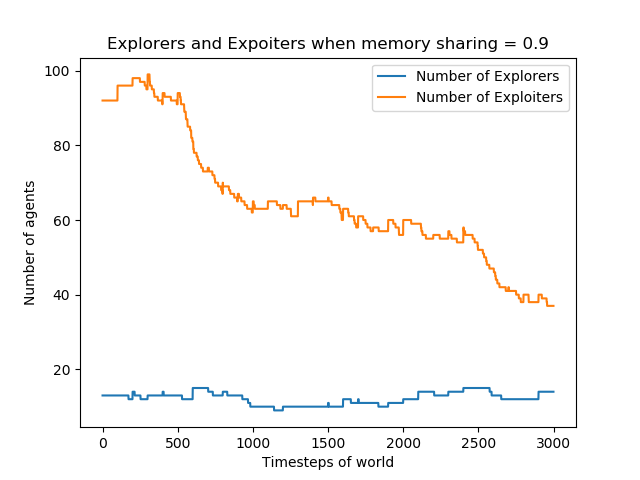 Explorers and Expoiters when memory sharing = 0.9
Number of Explorers
Number of Exploiters
Number of agents
100
80
60
40
20
0 500 1000 1500 2000 2500 3000
Timesteps of world